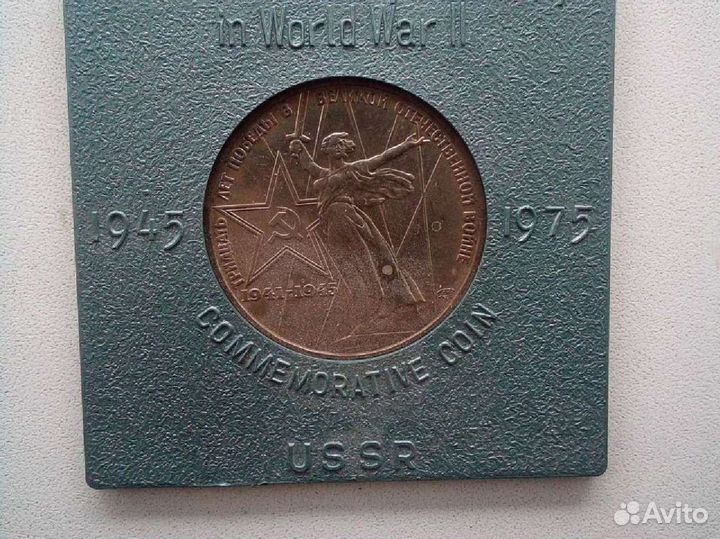 in World War II
ТРИДЦАТЬ ЛЕТ ПОБЕДЫ В ВЕЛИКОЙ ОТЕЧЕСТВЕННОЙ ВОЙНЕ
1941-1945
1945
1975
COMMEMORATIVE COIN
USSR
Avito